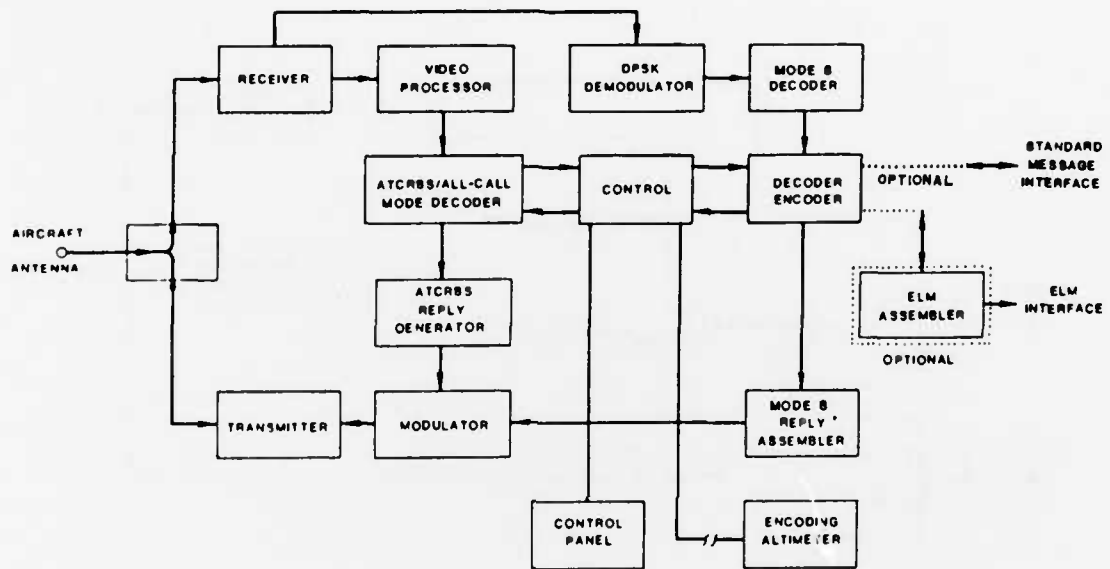 RECEIVER
VIDEO
PROCESSOR
DPSK
DEMODULATOR
MODE S
DECODER
ATCRBS/ALL-CALL
MODE DECODER
CONTROL
DECODER
ENCODER
OPTIONAL
STANDARD
MESSAGE
INTERFACE
AIRCRAFT
ANTENNA
ATCRBS
REPLY
GENERATOR
ELM
ASSEMBLER
ELM
INTERFACE
OPTIONAL
TRANSMITTER
MODULATOR
MODE S
REPLY
ASSEMBLER
CONTROL
PANEL
ENCODING
ALTIMETER